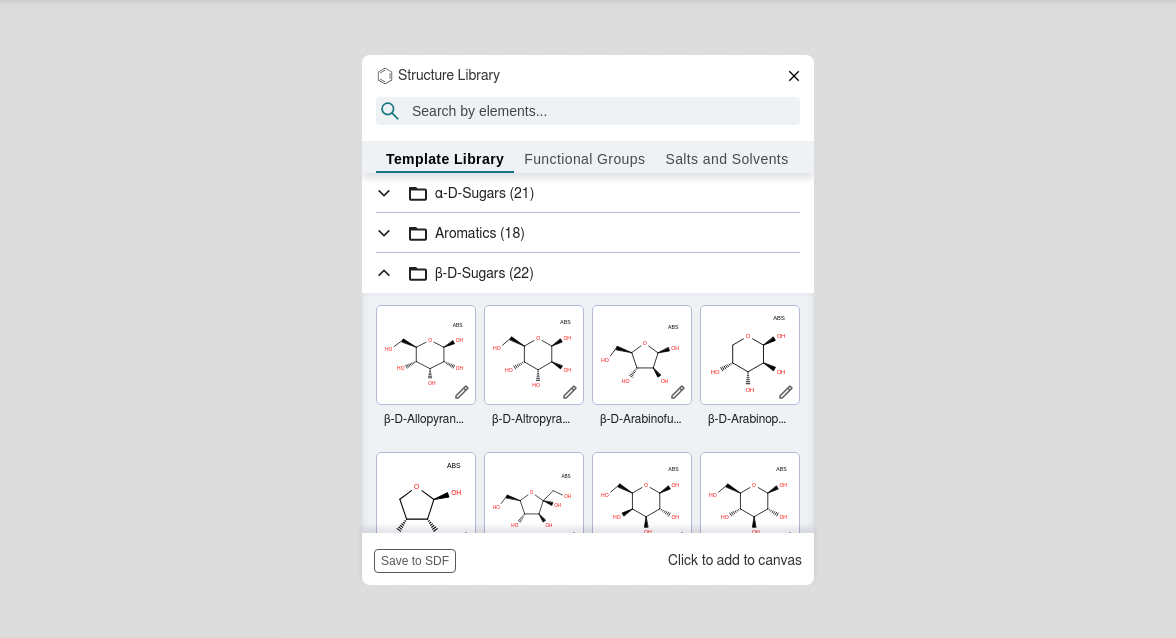 Structure Library
Search by elements...
Template Library Functional Groups Salts and Solvents
α-D-Sugars (21)
Aromatics (18)
β-D-Sugars (22)
ABS
O
OH
HO
HO
OH
OH
ABS
O
OH
HO
HO
OH
HO
ABS
O
OH
HO
HO
OH
ABS
O
OH
HO
OH
OH
β-D-Allopyran... β-D-Altropyra... β-D-Arabinofu... β-D-Arabinop...
ABS
O
OH
ABS
O
OH
HO
OH
HO
OH
ABS
O
OH
HO
HO
OH
OH
ABS
O
OH
HO
HO
OH
OH
Save to SDF Click to add to canvas